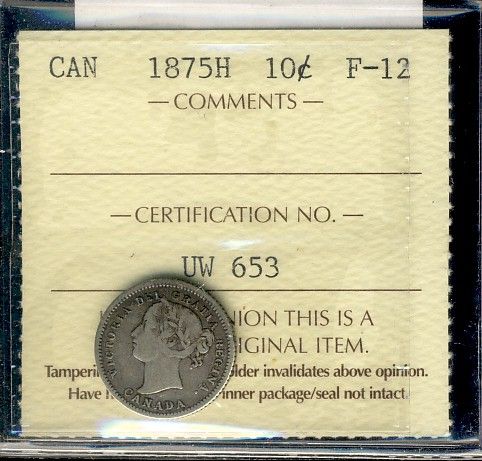 CAN 1875H 10¢ F-12
— COMMENTS —
— CERTIFICATION NO. —
UW 653
NION THIS IS A
IGINAL ITEM.
Tamperi lder invalidates above opinion.
Have inner package/seal not intact.
VICTORIA DEI GRATIA REGINA.
CANADA